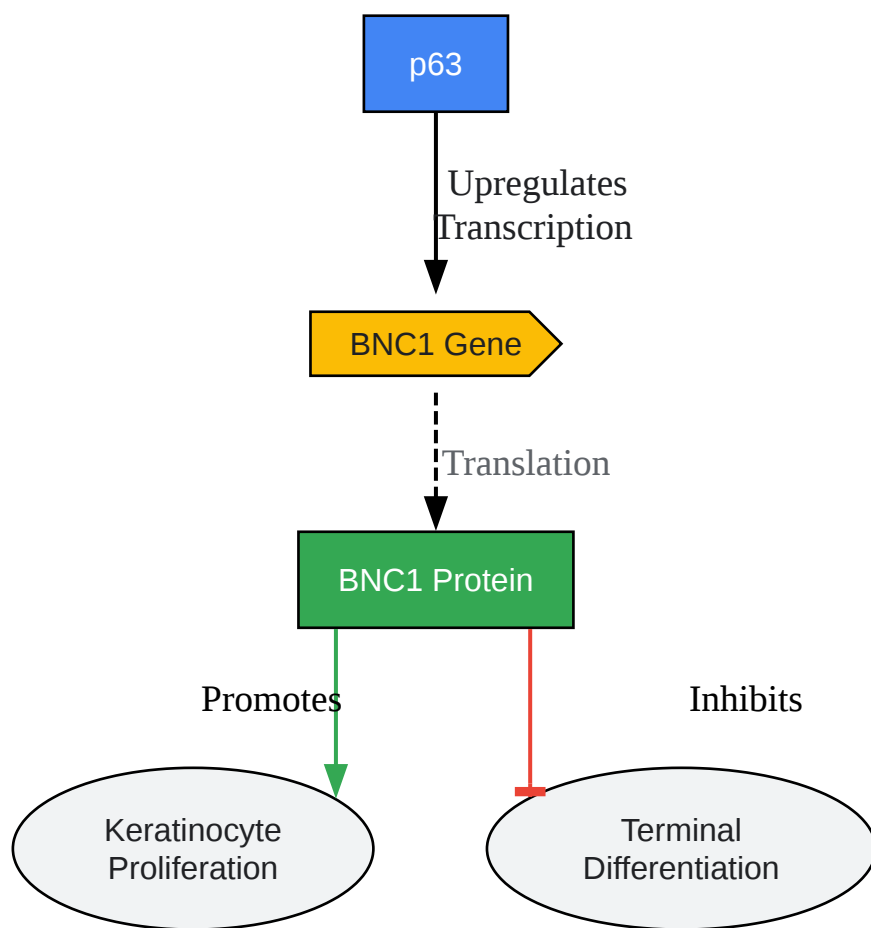 p63
Upregulates
Transcription
BNC1 Gene
Translation
BNC1 Protein
Promotes
Inhibits
Keratinocyte
Proliferation
Terminal
Differentiation